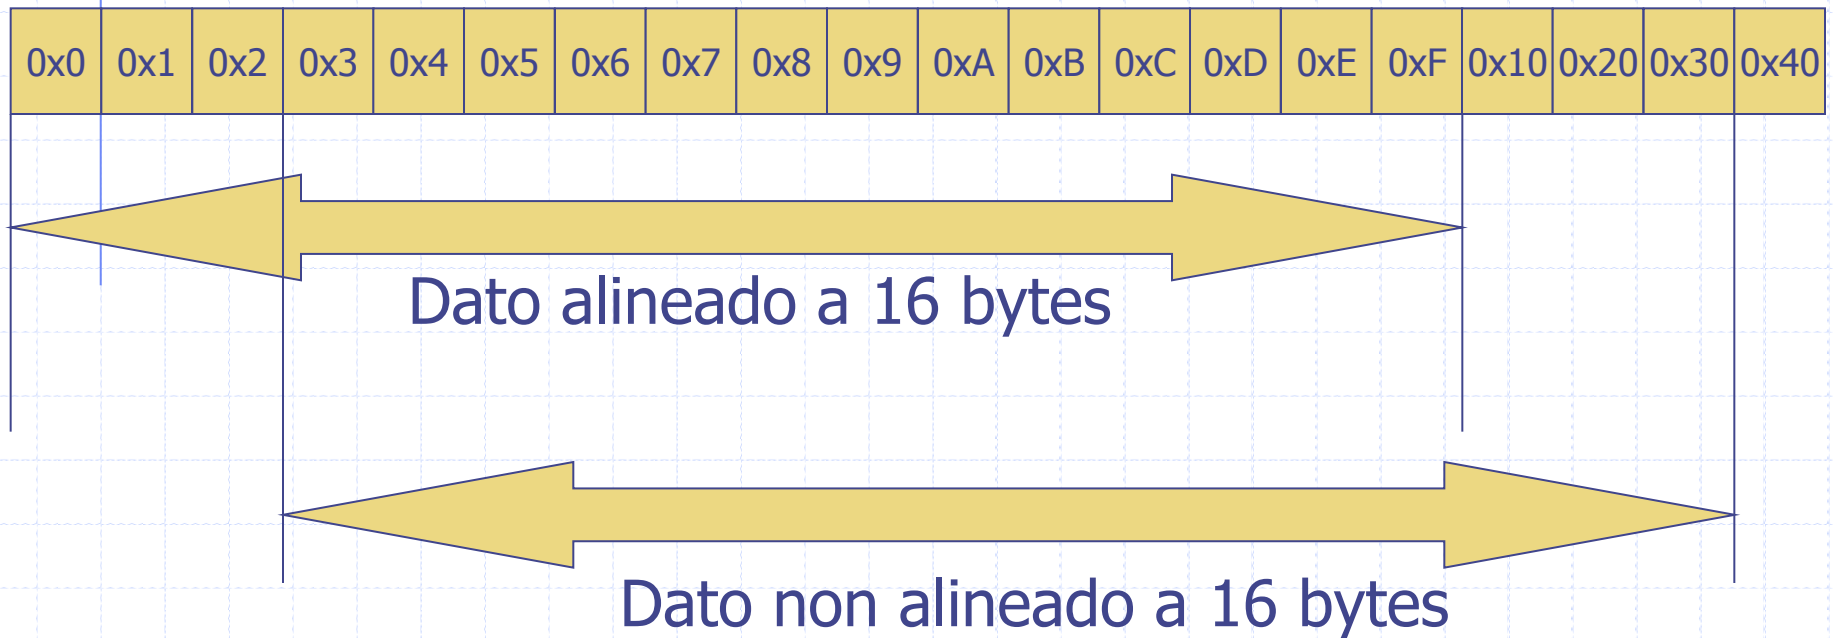 0x0 0x1 0x2 0x3 0x4 0x5 0x6 0x7 0x8 0x9 0xA 0xB 0xC 0xD 0xE 0xF 0x10 0x20 0x30 0x40
Dato alineado a 16 bytes
Dato non alineado a 16 bytes